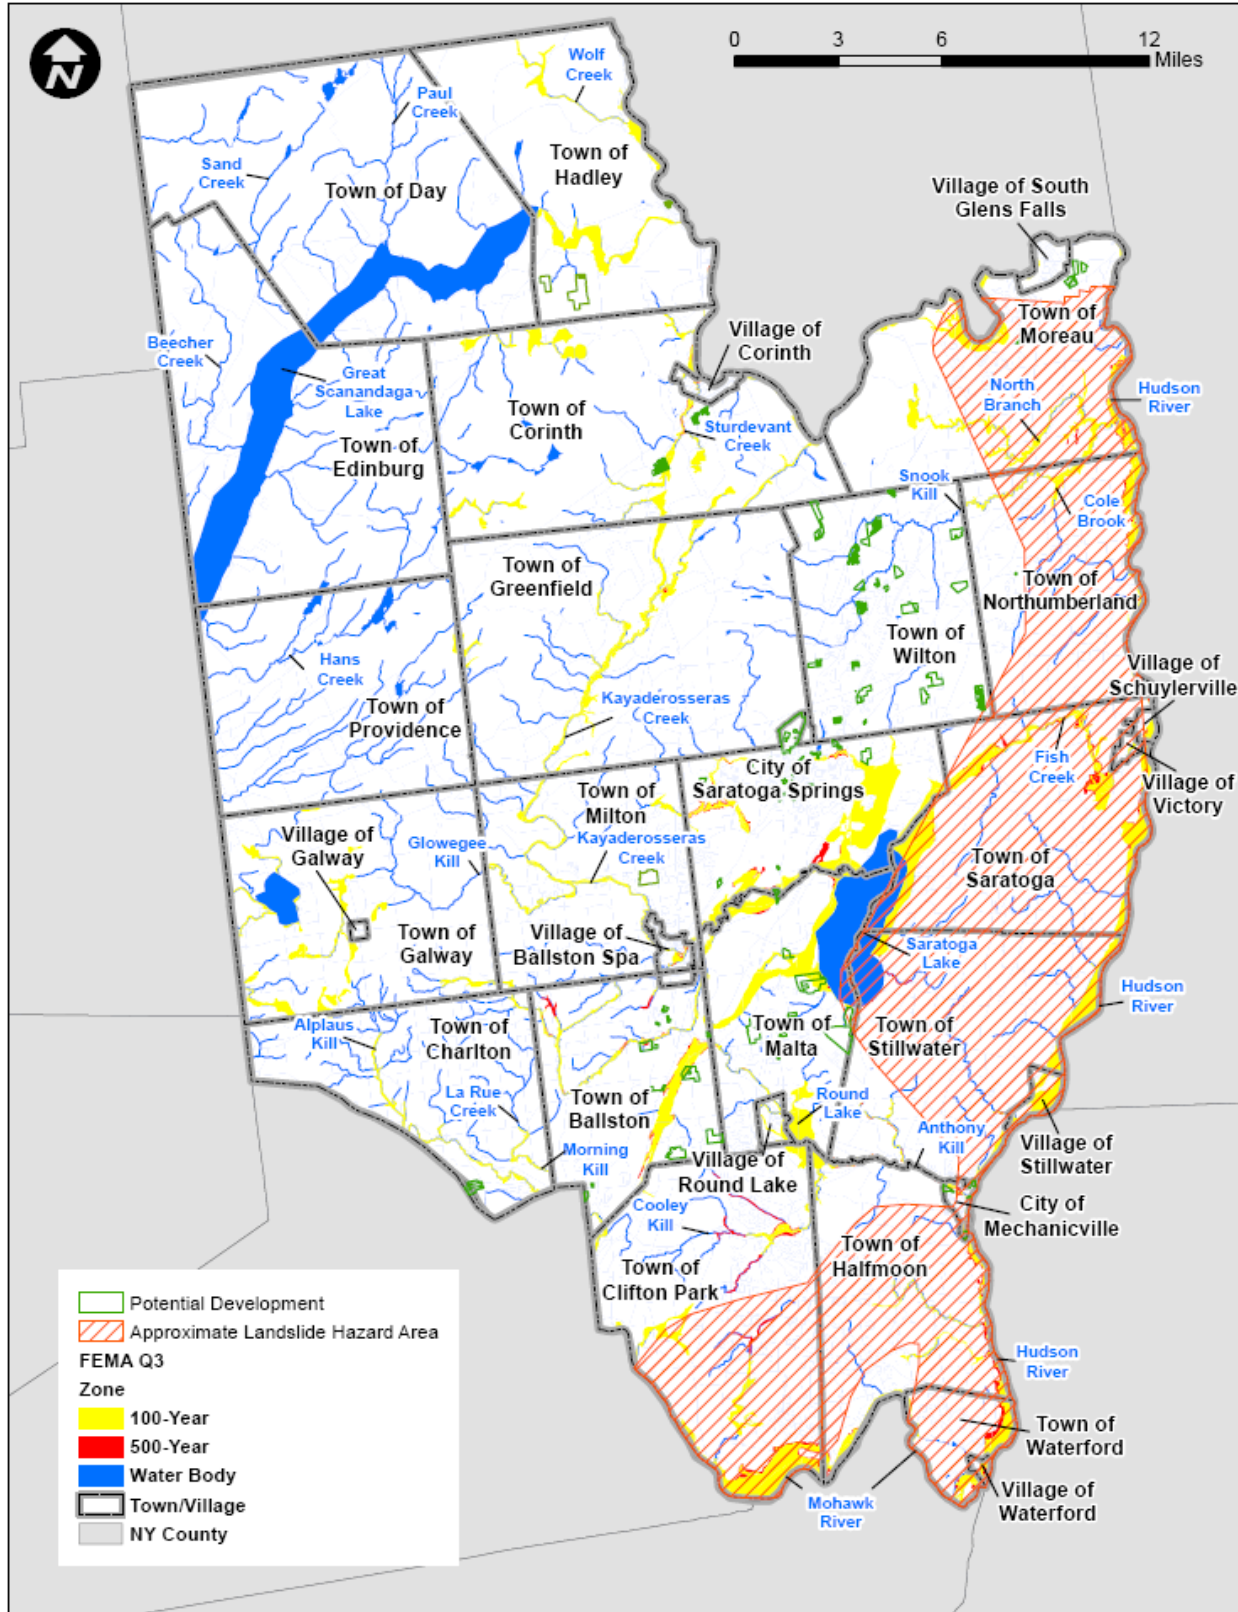 N
0 3 6 12
Miles
Wolf
Creek
Paul
Creek
Sand
Creek
Town of Day
Town of
Hadley
Village of South
Glens Falls
Beecher
Creek
Great
Scanandaga
Lake
Town of
Edinburg
Village of
Corinth
Town of
Corinth
Sturdevant
Creek
Town of
Moreau
North
Branch
Hudson
River
Snook
Kill
Cole
Brook
Town of
Greenfield
Town of
Northumberland
Town of
Wilton
Hans
Creek
Town of
Providence
Kayaderosseras
Creek
Village of
Schuylerville
Fish
Creek
Village of
Victory
City of
Saratoga Springs
Town of
Milton
Kayaderosseras
Creek
Village of
Galway
Glowegee
Kill
Town of
Galway
Village of
Ballston Spa
Town of
Saratoga
Saratoga
Lake
Hudson
River
Alplaus
Kill
Town of
Charlton
La Rue
Creek
Town of
Malta
Town of
Stillwater
Town of
Ballston
Round
Lake
Anthony
Kill
Village of
Stillwater
Morning
Kill
Village of
Round Lake
Cooley
Kill
City of
Mechanicville
Town of
Halfmoon
Town of
Clifton Park
Hudson
River
Town of
Waterford
Village of
Waterford
Mohawk
River
Potential Development
Approximate Landslide Hazard Area
FEMA Q3
Zone
100-Year
500-Year
Water Body
Town/Village
NY County